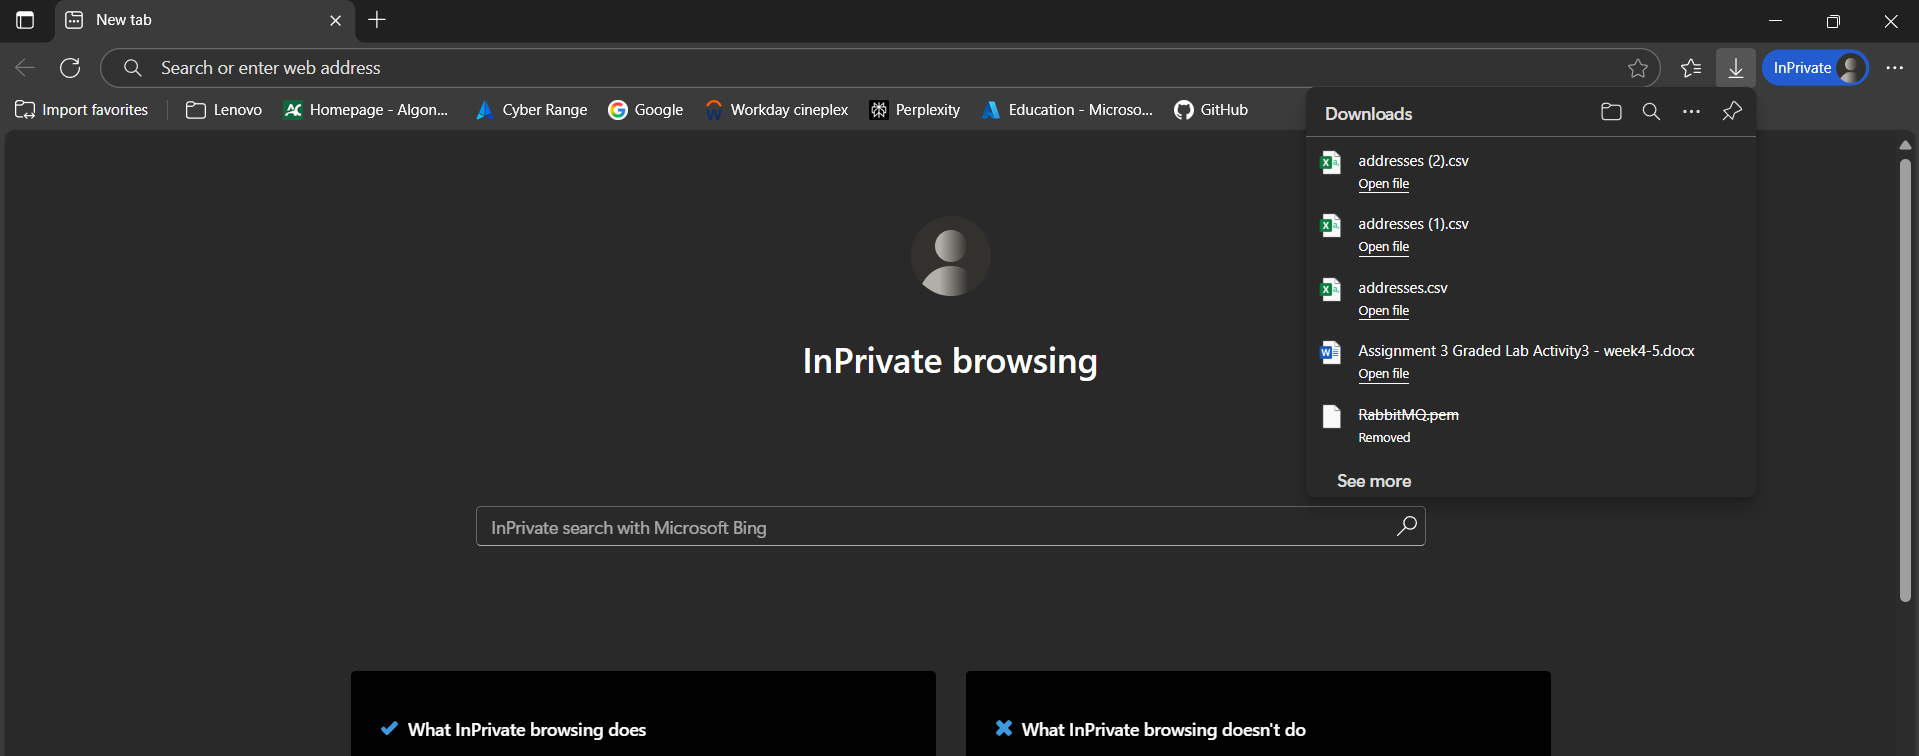 New tab
Search or enter web address
InPrivate
Import favorites
Lenovo
AC Homepage - Algon...
Cyber Range
Google
Workday cineplex
Perplexity
Education - Microso...
GitHub
Downloads
addresses (2).csv
Open file
addresses (1).csv
Open file
addresses.csv
Open file
Assignment 3 Graded Lab Activity3 - week4-5.docx
Open file
RabbitMQ.pem
Removed
See more
InPrivate browsing
InPrivate search with Microsoft Bing
What InPrivate browsing does
What InPrivate browsing doesn't do